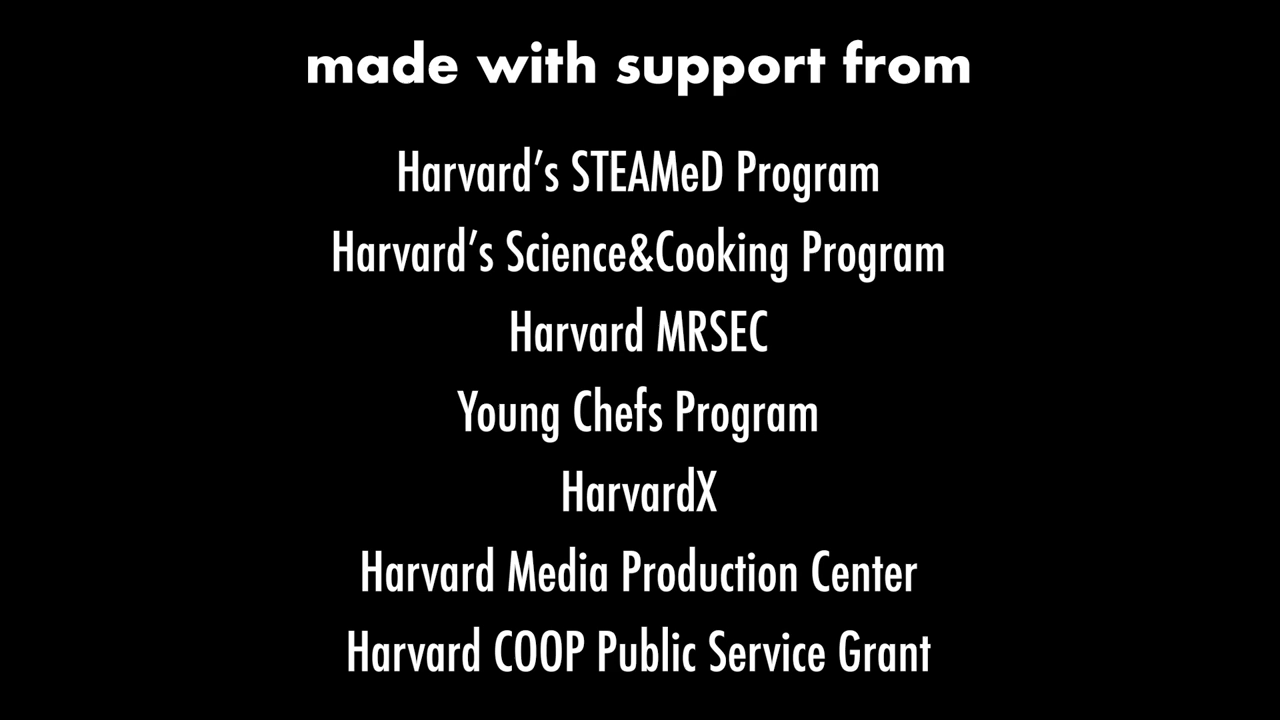 made with support from
Harvard’s STEAMeD Program
Harvard’s Science&Cooking Program
Harvard MRSEC
Young Chefs Program
HarvardX
Harvard Media Production Center
Harvard COOP Public Service Grant